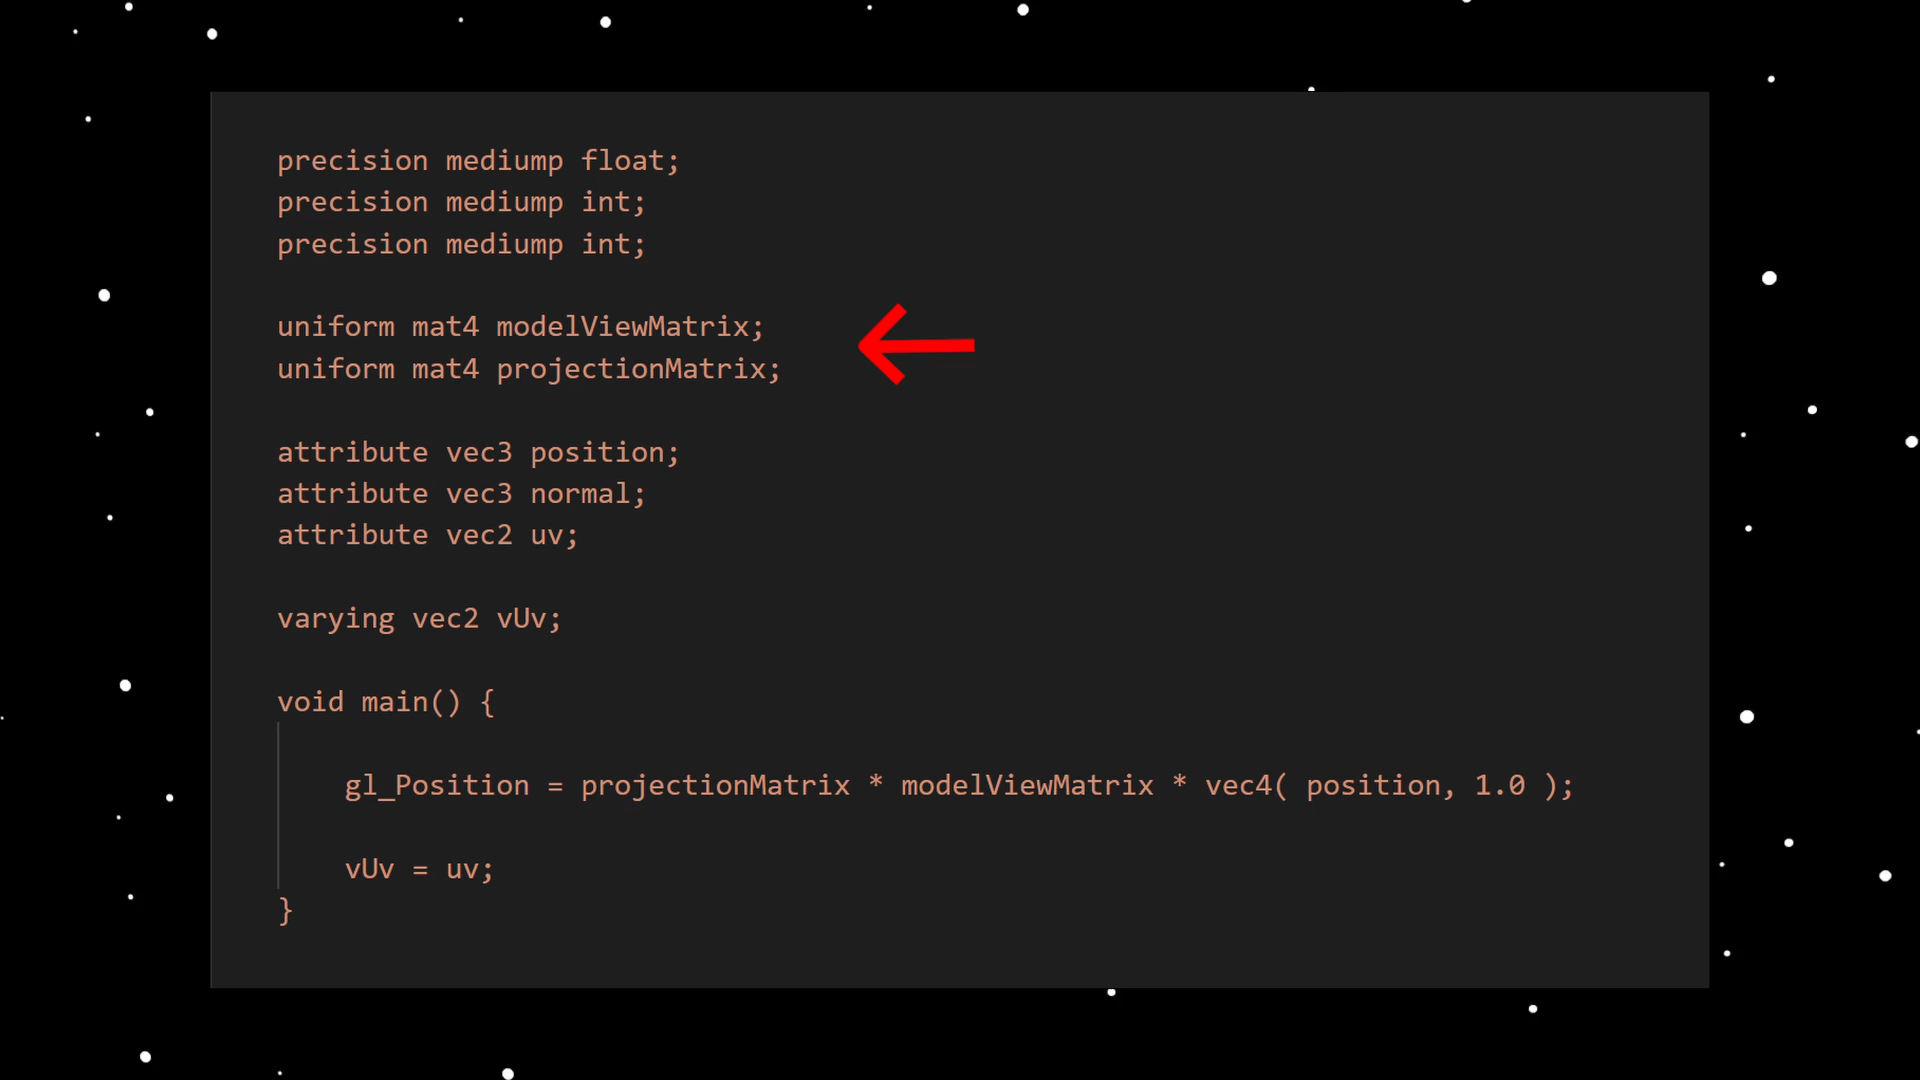 precision mediump float;
precision mediump int;
precision mediump int;
uniform mat4 modelViewMatrix;
uniform mat4 projectionMatrix;
attribute vec3 position;
attribute vec3 normal;
attribute vec2 uv;
varying vec2 vUv;
void main() {
gl_Position = projectionMatrix * modelViewMatrix * vec4( position, 1.0 );
vUv = uv;
}